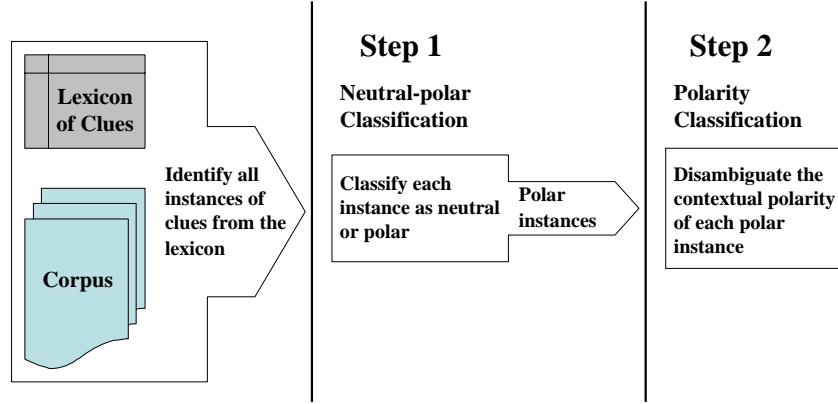 Lexicon
of Clues
Corpus
Identify all
instances of
clues from the
lexicon
Step 1
Neutral-polar
Classification
Classify each
instance as neutral
or polar
Polar
instances
Step 2
Polarity
Classification
Disambiguate the
contextual polarity
of each polar
instance